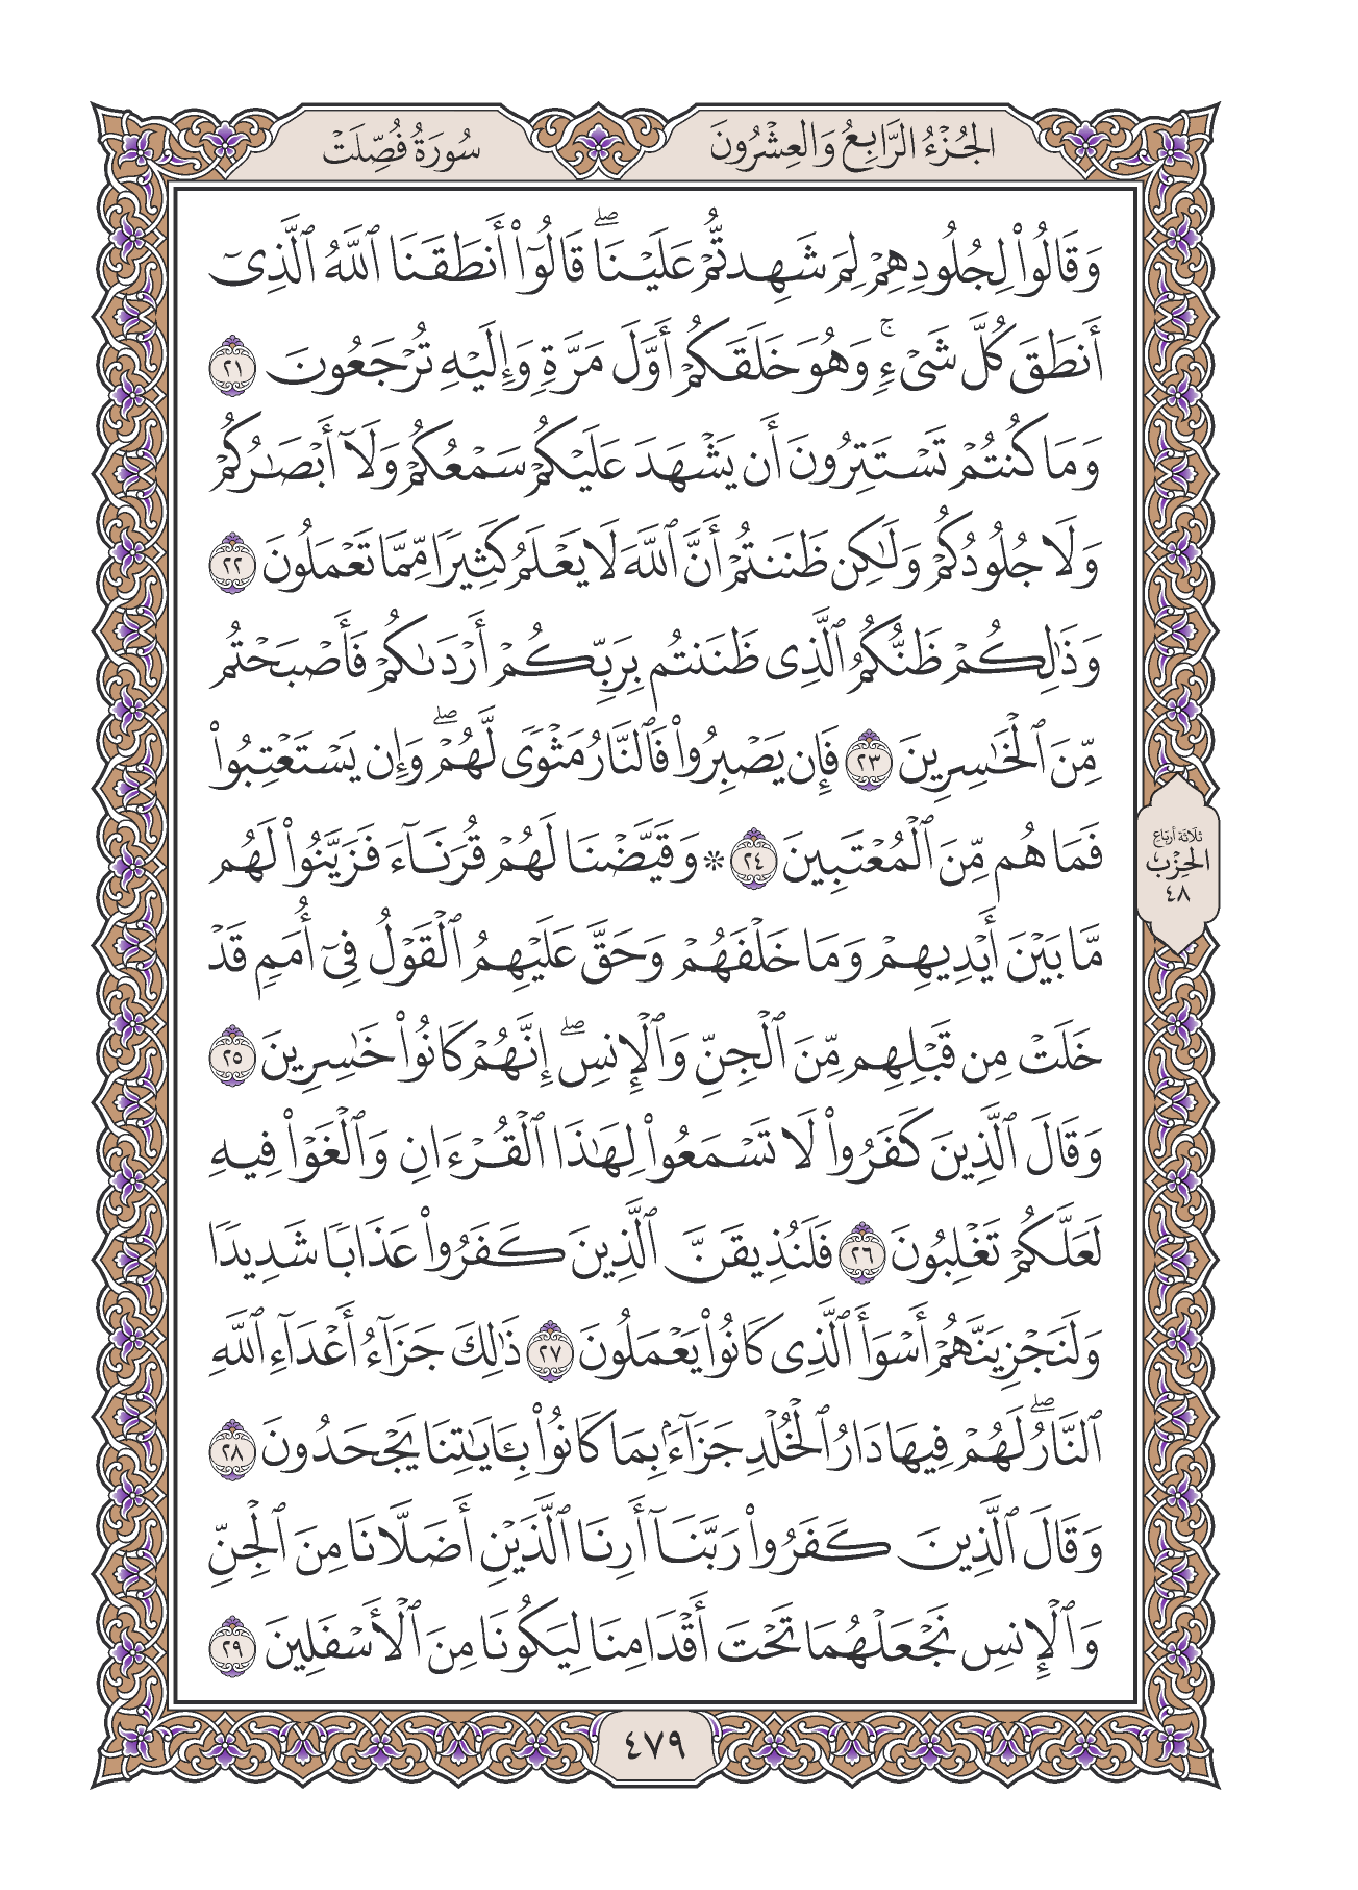 الجُزْءُ الرَّابِعُ وَالعِشْرُونَ
سُورَةُ فُصِّلَتْ
وَقَالُوا۟ لِجُلُودِهِمْ لِمَ شَهِدتُّمْ عَلَيْنَا ۖ قَالُوٓا۟ أَنطَقَنَا ٱللَّهُ ٱلَّذِىٓ
أَنطَقَ كُلَّ شَىْءٍ ۚ وَهُوَ خَلَقَكُمْ أَوَّلَ مَرَّةٍ وَإِلَيْهِ تُرْجَعُونَ ٢١
وَمَا كُنتُمْ تَسْتَتِرُونَ أَن يَشْهَدَ عَلَيْكُمْ سَمْعُكُمْ وَلَآ أَبْصَـٰرُكُمْ
وَلَا جُلُودُكُمْ وَلَـٰكِن ظَنَنتُمْ أَنَّ ٱللَّهَ لَا يَعْلَمُ كَثِيرًا مِّمَّا تَعْمَلُونَ ٢٢
وَذَٰلِكُمْ ظَنُّكُمُ ٱلَّذِى ظَنَنتُم بِرَبِّكُمْ أَرْدَىٰكُمْ فَأَصْبَحْتُم
مِّنَ ٱلْخَـٰسِرِينَ ٢٣ فَإِن يَصْبِرُوا۟ فَٱلنَّارُ مَثْوًى لَّهُمْ ۖ وَإِن يَسْتَعْتِبُوا۟
فَمَا هُم مِّنَ ٱلْمُعْتَبِينَ ٢٤ * وَقَيَّضْنَا لَهُمْ قُرَنَآءَ فَزَيَّنُوا۟ لَهُم
ثلاثة أرباع
الحِزْب
٤٨
مَّا بَيْنَ أَيْدِيهِمْ وَمَا خَلْفَهُمْ وَحَقَّ عَلَيْهِمُ ٱلْقَوْلُ فِىٓ أُمَمٍ قَدْ
خَلَتْ مِن قَبْلِهِم مِّنَ ٱلْجِنِّ وَٱلْإِنسِ ۖ إِنَّهُمْ كَانُوا۟ خَـٰسِرِينَ ٢٥
وَقَالَ ٱلَّذِينَ كَفَرُوا۟ لَا تَسْمَعُوا۟ لِهَـٰذَا ٱلْقُرْءَانِ وَٱلْغَوْا۟ فِيهِ
لَعَلَّكُمْ تَغْلِبُونَ ٢٦ فَلَنُذِيقَنَّ ٱلَّذِينَ كَفَرُوا۟ عَذَابًا شَدِيدًا
وَلَنَجْزِيَنَّهُمْ أَسْوَأَ ٱلَّذِى كَانُوا۟ يَعْمَلُونَ ٢٧ ذَٰلِكَ جَزَآءُ أَعْدَآءِ ٱللَّهِ
ٱلنَّارُ ۖ لَهُمْ فِيهَا دَارُ ٱلْخُلْدِ جَزَآءًۢ بِمَا كَانُوا۟ بِـَٔايَـٰتِنَا يَجْحَدُونَ ٢٨
وَقَالَ ٱلَّذِينَ كَفَرُوا۟ رَبَّنَآ أَرِنَا ٱلَّذَيْنِ أَضَلَّانَا مِنَ ٱلْجِنِّ
وَٱلْإِنسِ نَجْعَلْهُمَا تَحْتَ أَقْدَامِنَا لِيَكُونَا مِنَ ٱلْأَسْفَلِينَ ٢٩
٤٧٩